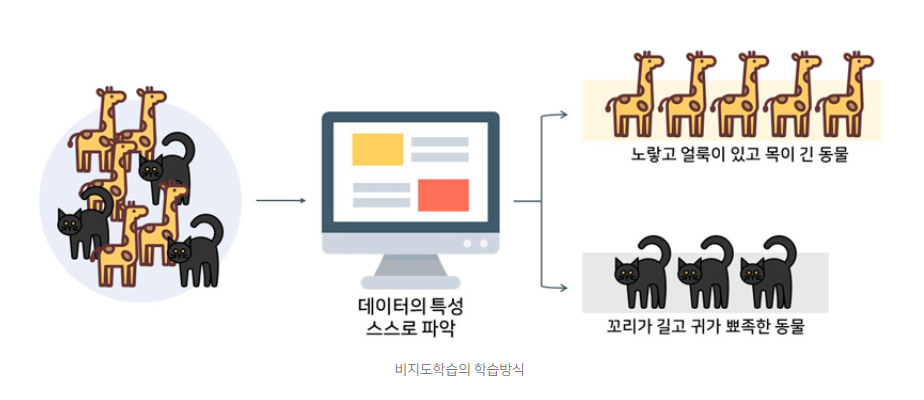 노랗고 얼룩이 있고 목이 긴 동물
데이터의 특성
스스로 파악
꼬리가 길고 귀가 뾰족한 동물
비지도학습의 학습방식